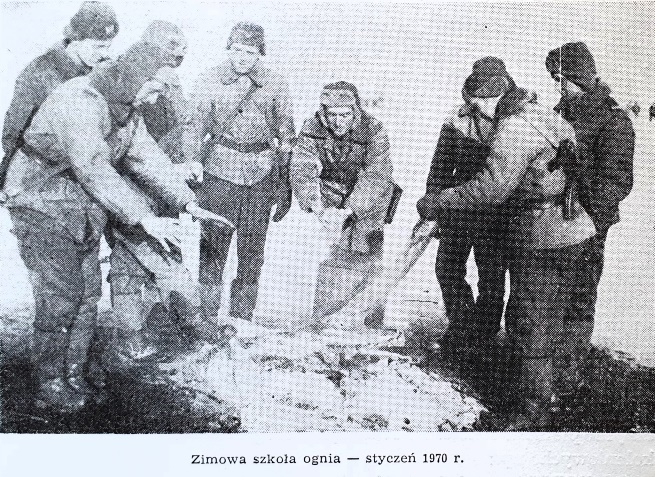 Zimowa szkoła ognia — styczeń 1970 r.